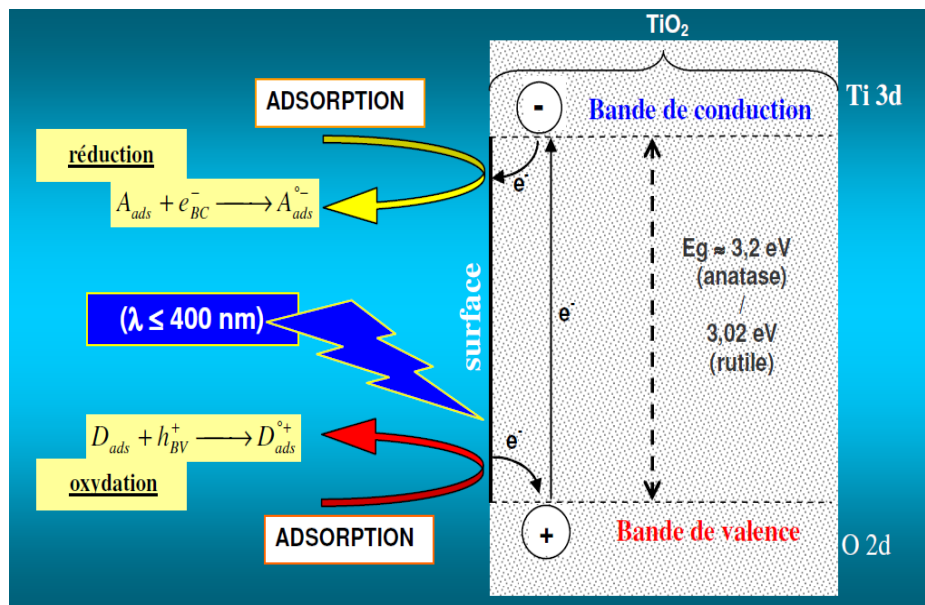 TiO₂
ADSORPTION
-
Bande de conduction
Ti 3d
réduction
e⁻
A_ads + e⁻_BC ⟶ A°⁻_ads
Eg ≈ 3,2 eV
(anatase)
/
3,02 eV
(rutile)
(λ ≤ 400 nm)
surface
e⁻
D_ads + h⁺_BV ⟶ D°⁺_ads
e⁻
oxydation
ADSORPTION
+
Bande de valence
O 2d